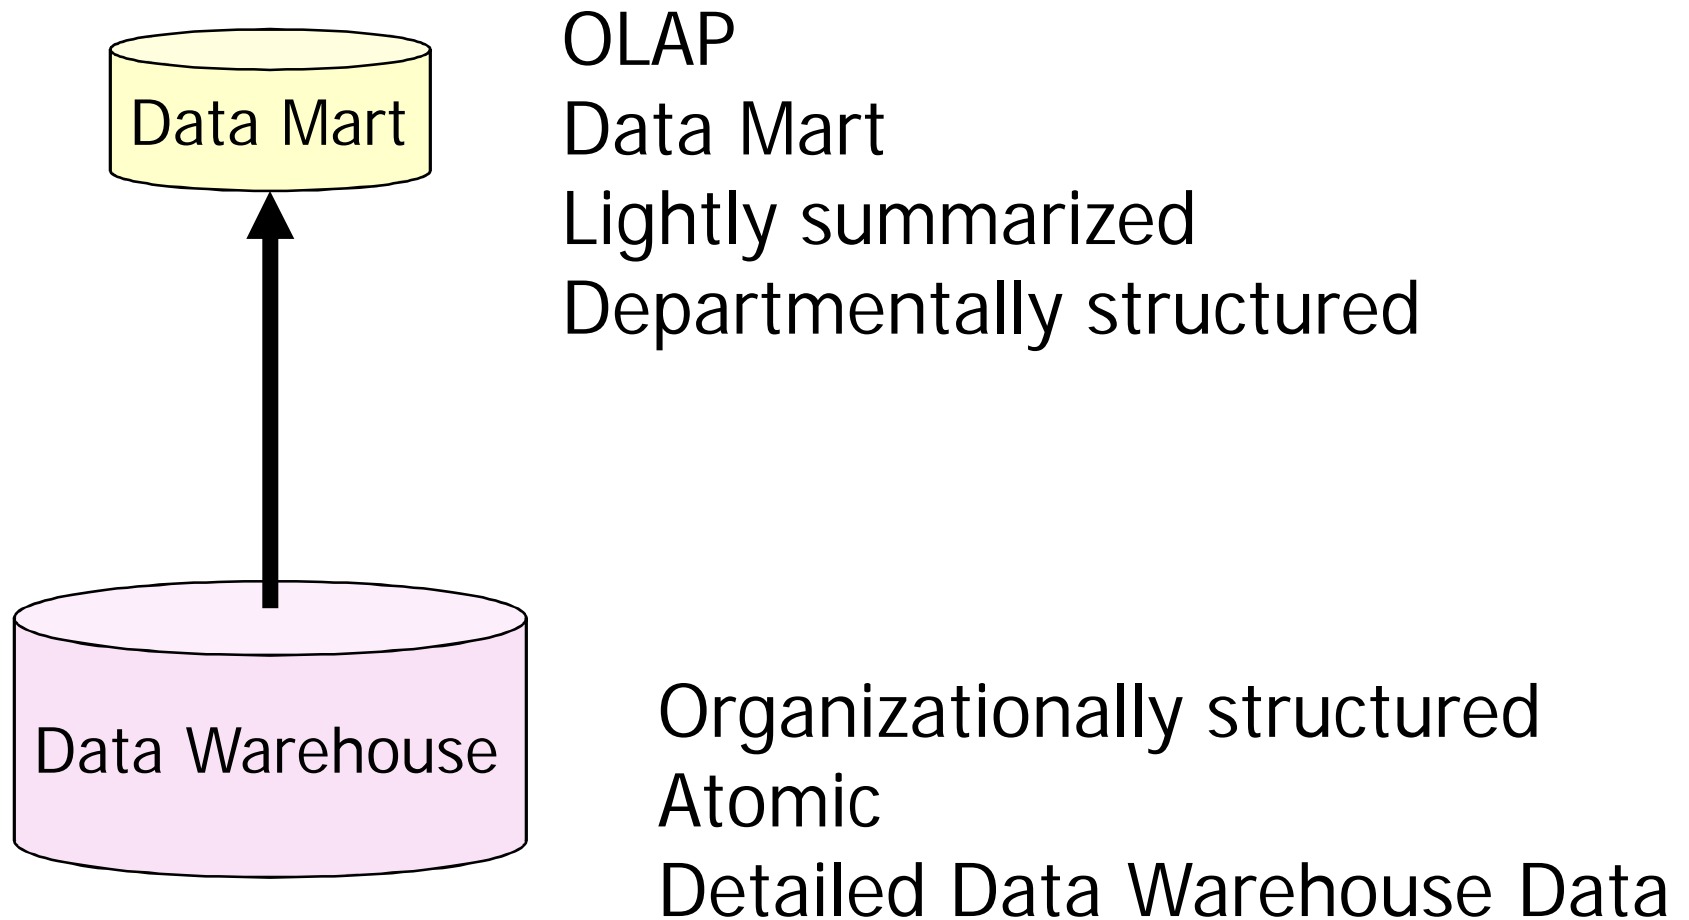 OLAP
Data Mart
Data Mart
Lightly summarized
Departmentally structured
Organizationally structured
Data Warehouse
Atomic
Detailed Data Warehouse Data